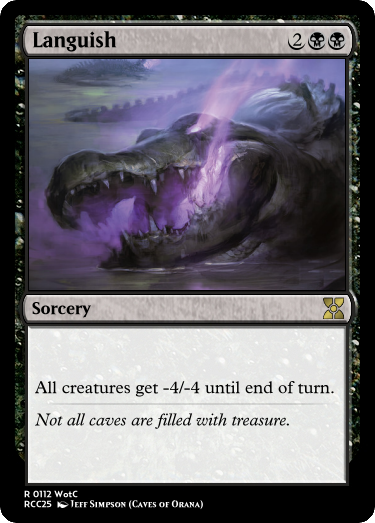 Languish 2
Sorcery
All creatures get -4/-4 until end of turn.
Not all caves are filled with treasure.
R 0112 WotC
RCC25 Jeff Simpson (Caves of Orana)